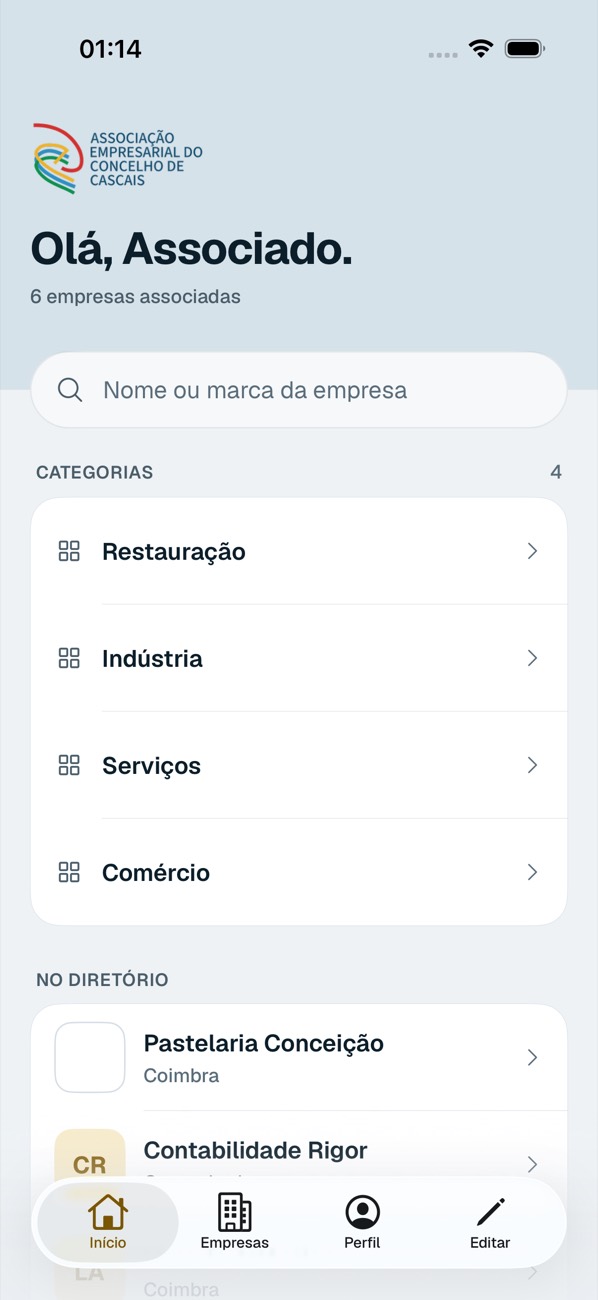 01:14
ASSOCIAÇÃO
EMPRESARIAL DO
CONCELHO DE
CASCAIS
Olá, Associado.
6 empresas associadas
Nome ou marca da empresa
CATEGORIAS 4
Restauração
Indústria
Serviços
Comércio
NO DIRETÓRIO
Pastelaria Conceição
Coimbra
CR Contabilidade Rigor
Início Empresas Perfil Editar
LA
Coimbra